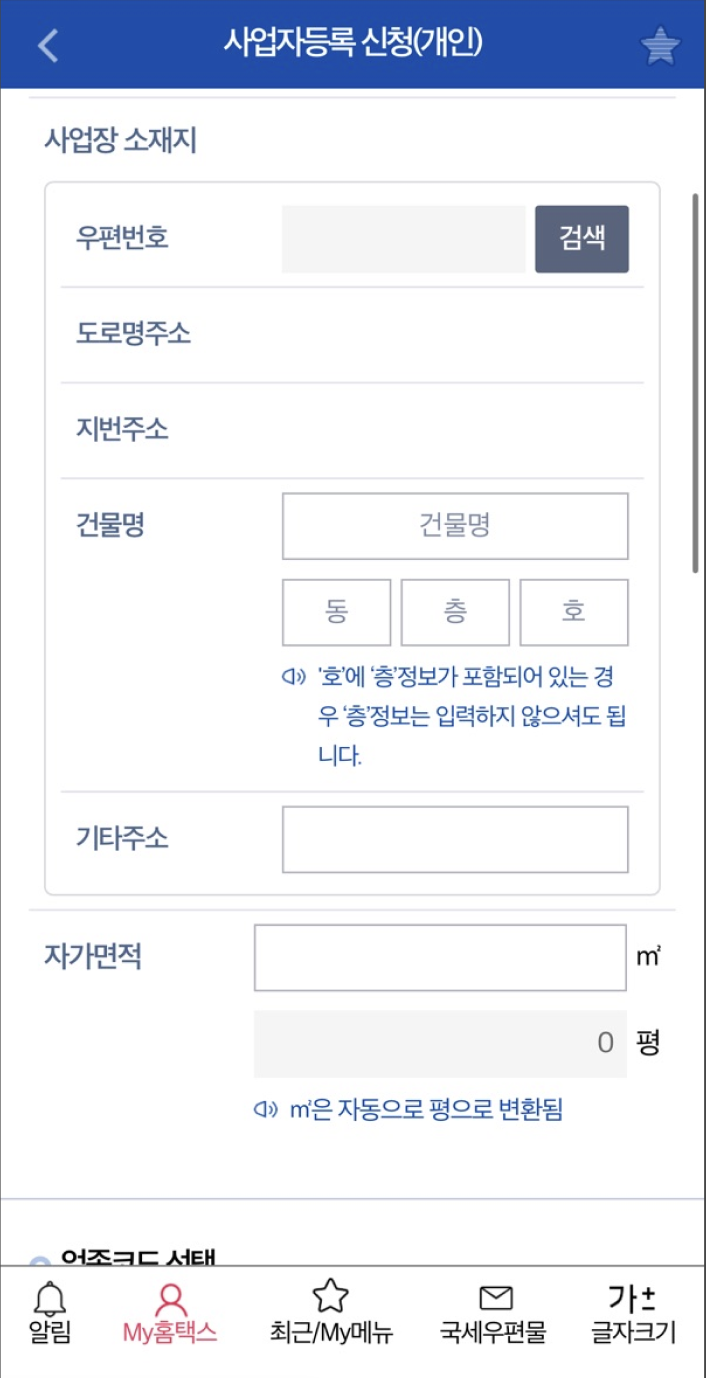 사업자등록 신청(개인)
사업장 소재지
우편번호
검색
도로명주소
지번주소
건물명
건물명
동
층
호
'호'에 '층'정보가 포함되어 있는 경
우 '층'정보는 입력하지 않으셔도 됩
니다.
기타주소
자가면적
㎡
0 평
㎡은 자동으로 평으로 변환됨
업종코드 선택
알림
My홈택스
최근/My메뉴
국세우편물
가±
글자크기